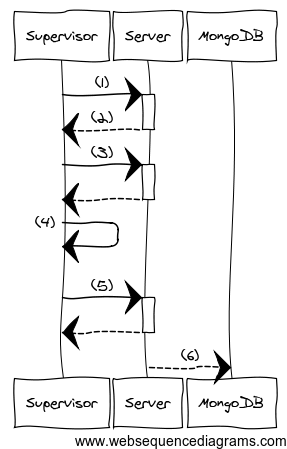 Supervisor Server MongoDB
(1)
(2)
(3)
(4)
(5)
(6)
Supervisor Server MongoDB
www.websequencediagrams.com